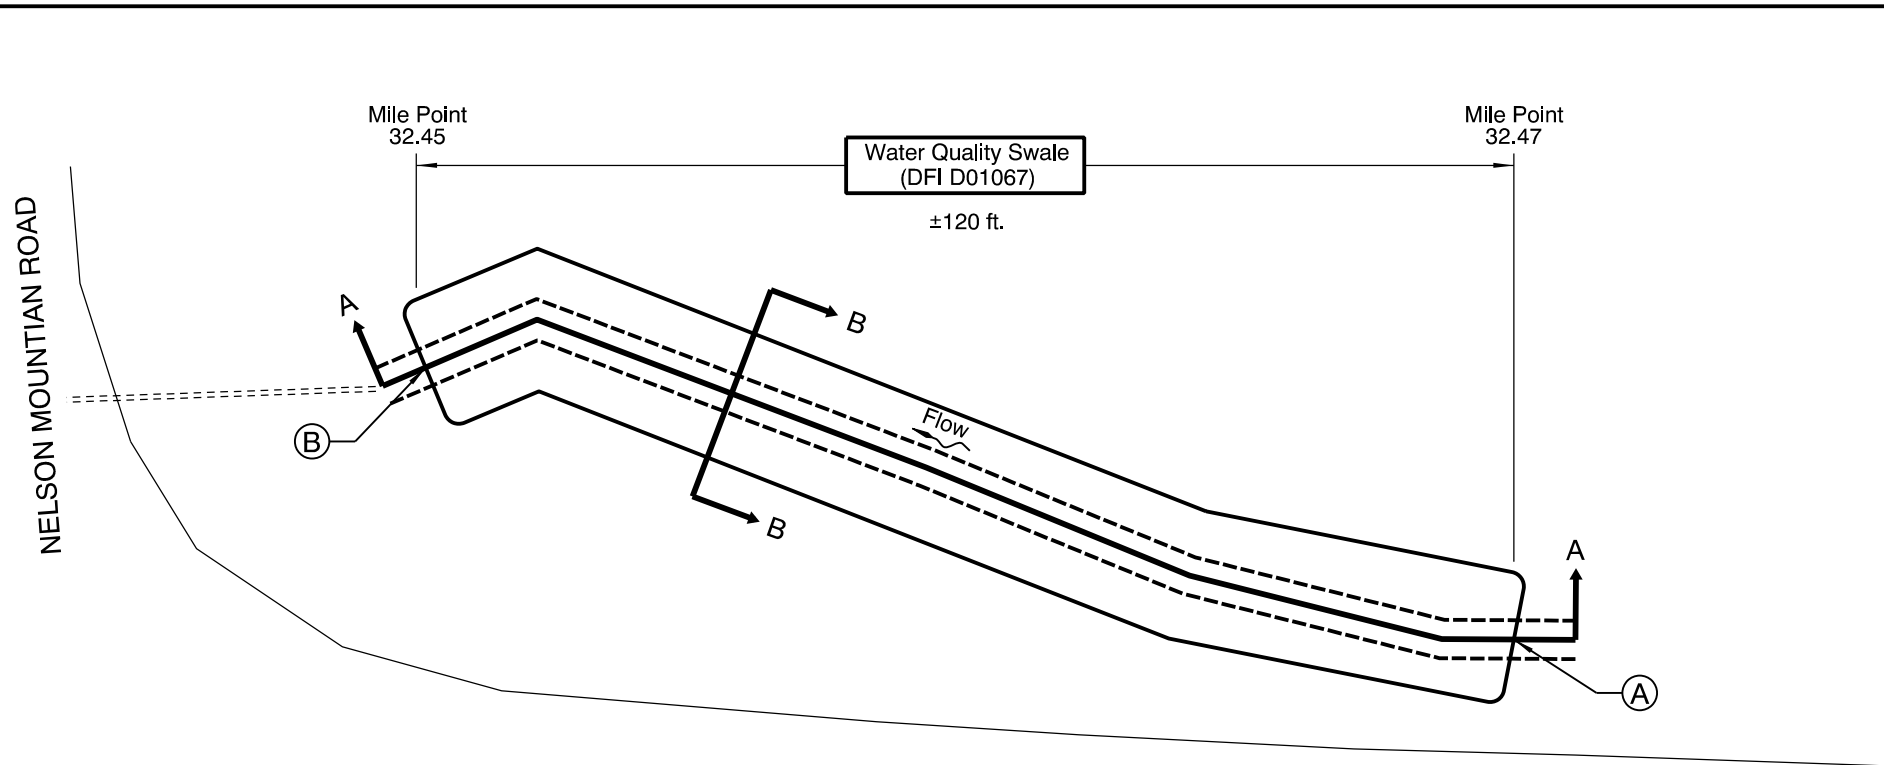 Mile Point
32.45
Mile Point
32.47
Water Quality Swale
(DFI D01067)
±120 ft.
NELSON MOUNTIAN ROAD
A
B
Flow
B
B
A
A